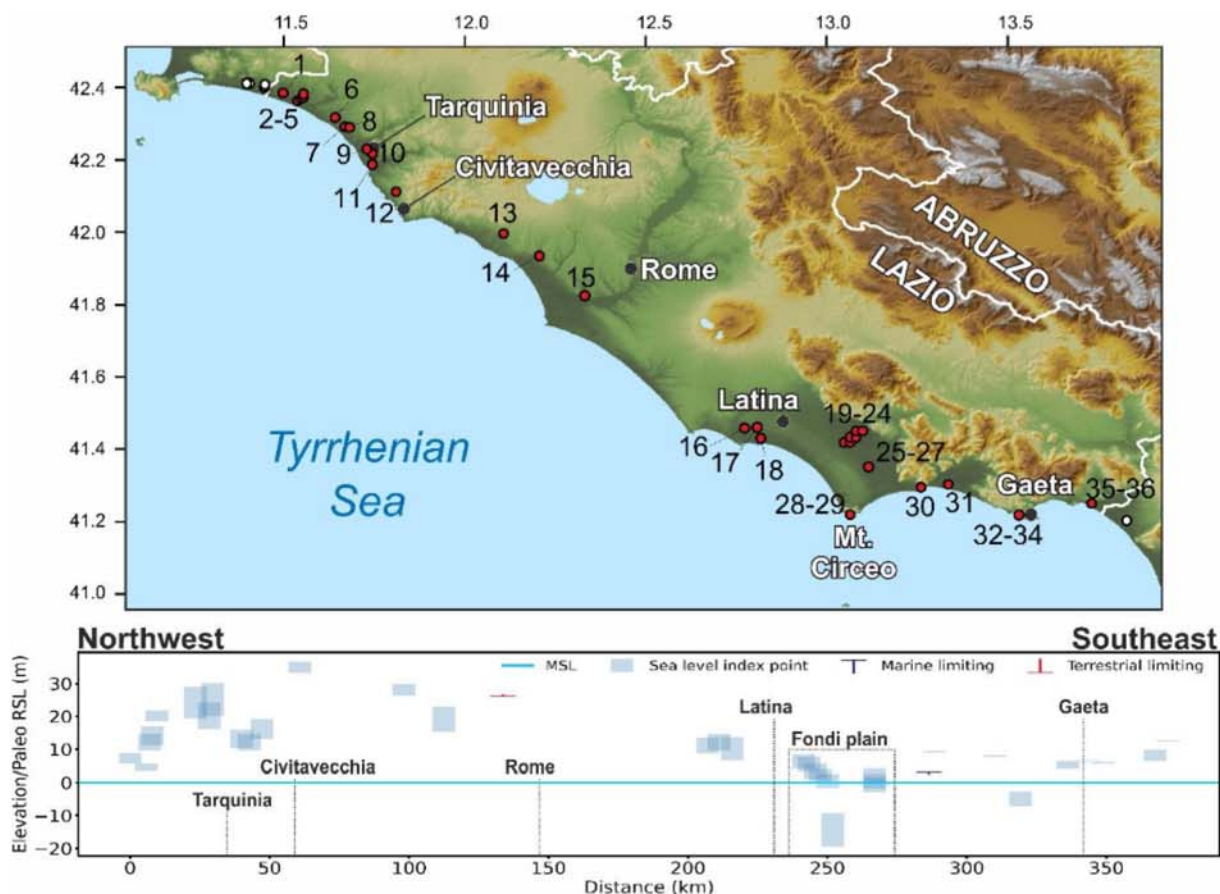 11.5 12.0 12.5 13.0 13.5
42.4
42.2
42.0
41.8
41.6
41.4
41.2
41.0
1
2-5
6
7
8
9
10
11
12
13
14
15
16
17
18
19-24
25-27
28-29
30
31
32-34
35-36
Tarquinia
Civitavecchia
Rome
ABRUZZO
LAZIO
Latina
Gaeta
Mt.
Circeo
Tyrrhenian
Sea
Northwest Southeast
Elevation/Paleo RSL (m)
30
20
10
0
−10
−20
MSL Sea level index point Marine limiting Terrestrial limiting
Latina Gaeta
Fondi plain
Civitavecchia Rome
Tarquinia
0 50 100 150 200 250 300 350
Distance (km)